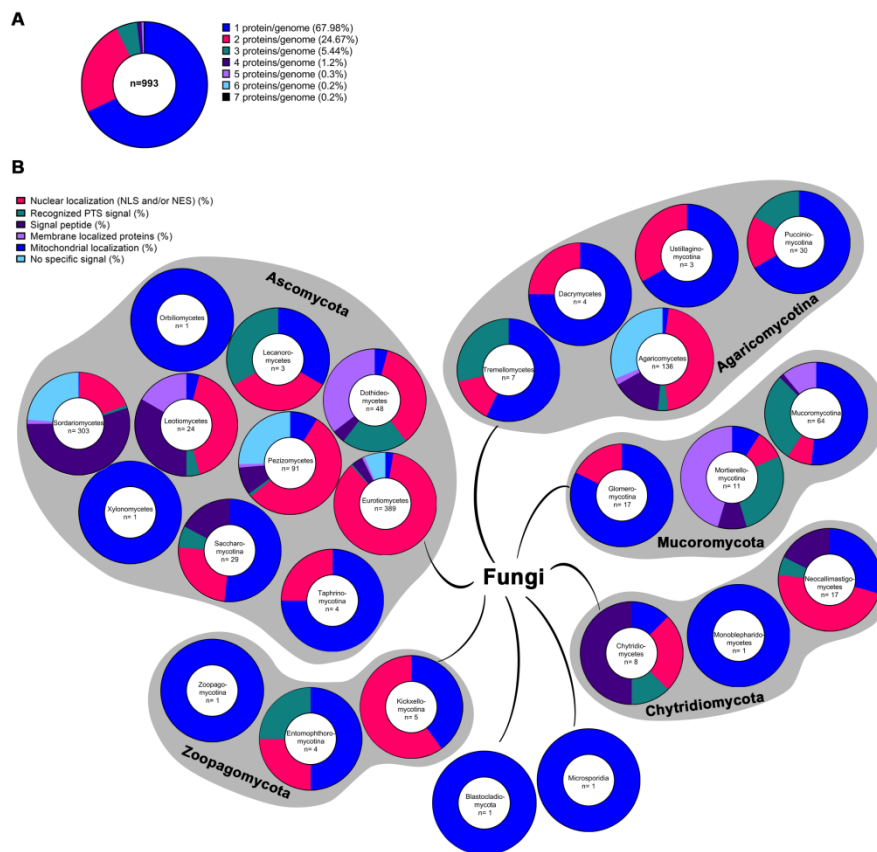 A
n=993
1 protein/genome (67.98%)
2 proteins/genome (24.67%)
3 proteins/genome (5.44%)
4 proteins/genome (1.2%)
5 proteins/genome (0.3%)
6 proteins/genome (0.2%)
7 proteins/genome (0.2%)
B
Nuclear localization (NLS and/or NES) (%)
Recognized PTS signal (%)
Signal peptide (%)
Membrane localized proteins (%)
Mitochondrial localization (%)
No specific signal (%)
Ascomycota
Orbiliomycetes
n= 1
Lecanoro-
mycetes
n= 3
Dothideo-
mycetes
n= 48
Sordariomycetes
n= 303
Leotiomycetes
n= 24
Pezizomycetes
n= 91
Eurotiomycetes
n= 389
Xylonomycetes
n= 1
Saccharo-
mycotina
n= 29
Taphrino-
mycotina
n= 4
Agaricomycotina
Tremellomycetes
n= 7
Dacrymycetes
n= 4
Ustillagino-
mycotina
n= 3
Puccinio-
mycotina
n= 30
Agaricomycetes
n= 136
Mucoromycota
Glomero-
mycotina
n= 17
Mortierello-
mycotina
n= 11
Mucoromycotina
n= 64
Fungi
Chytridiomycota
Chytridio-
mycetes
n= 8
Monoblepharido-
mycetes
n= 1
Neocallimastigo-
mycetes
n= 17
Zoopagomycota
Zoopago-
mycotina
n= 1
Entomophthoro-
mycotina
n= 4
Kickxello-
mycotina
n= 5
Blastocladio-
mycota
n= 1
Microsporidia
n= 1